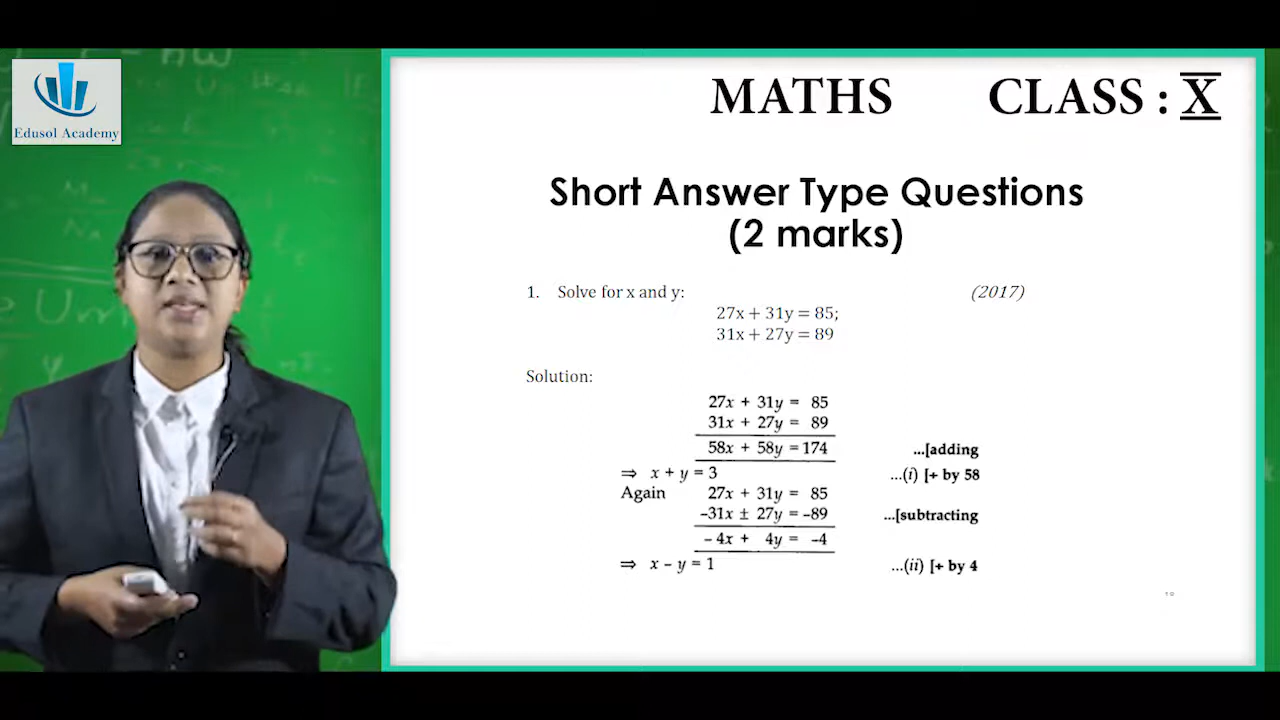 Edusol Academy
MATHS CLASS : X
Short Answer Type Questions
(2 marks)
1. Solve for x and y: (2017)
27x + 31y = 85;
31x + 27y = 89
Solution:
27x + 31y = 85
31x + 27y = 89
58x + 58y = 174 ...[adding
⇒ x + y = 3 ...(i) [+ by 58
Again 27x + 31y = 85
–31x ± 27y = –89 ...[subtracting
– 4x + 4y = –4
⇒ x – y = 1 ...(ii) [+ by 4